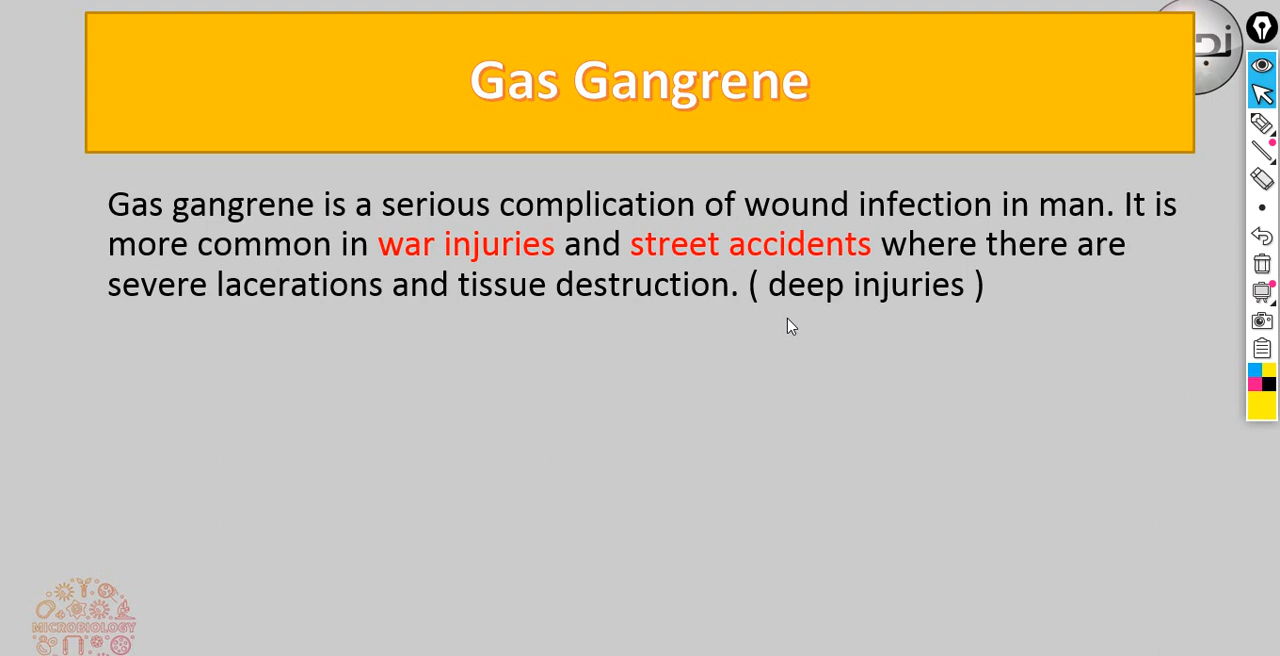 Gas Gangrene
Gas gangrene is a serious complication of wound infection in man. It is
more common in war injuries and street accidents where there are
severe lacerations and tissue destruction. ( deep injuries )
MICROBIOLOGY